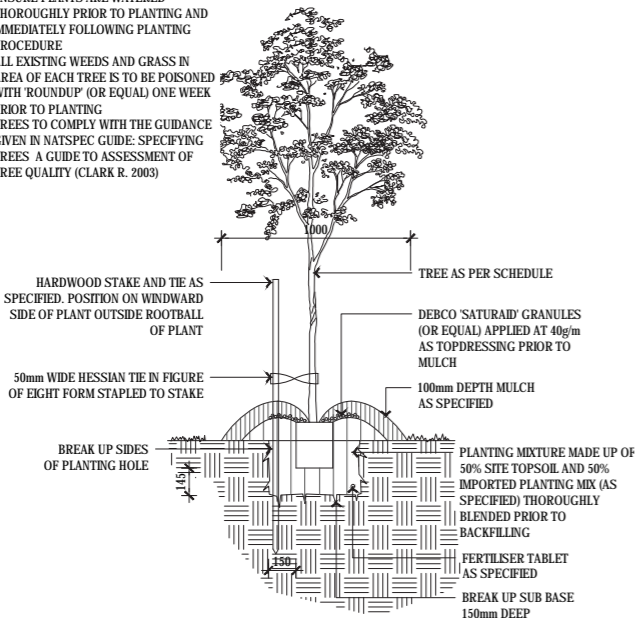 THOROUGHLY PRIOR TO PLANTING AND
MMEDIATELY FOLLOWING PLANTING
ROCEDURE
LL EXISTING WEEDS AND GRASS IN
AREA OF EACH TREE IS TO BE POISONED
WITH 'ROUNDUP' (OR EQUAL) ONE WEEK
RIOR TO PLANTING
REES TO COMPLY WITH THE GUIDANCE
GIVEN IN NATSPEC GUIDE: SPECIFYING
REES A GUIDE TO ASSESSMENT OF
REE QUALITY (CLARK R. 2003)
1000
HARDWOOD STAKE AND TIE AS
SPECIFIED. POSITION ON WINDWARD
SIDE OF PLANT OUTSIDE ROOTBALL
OF PLANT
50mm WIDE HESSIAN TIE IN FIGURE
OF EIGHT FORM STAPLED TO STAKE
BREAK UP SIDES
OF PLANTING HOLE
145
150
TREE AS PER SCHEDULE
DEBCO 'SATURAID' GRANULES
(OR EQUAL) APPLIED AT 40g/m
AS TOPDRESSING PRIOR TO
MULCH
100mm DEPTH MULCH
AS SPECIFIED
PLANTING MIXTURE MADE UP OF
50% SITE TOPSOIL AND 50%
IMPORTED PLANTING MIX (AS
SPECIFIED) THOROUGHLY
BLENDED PRIOR TO
BACKFILLING
FERTILISER TABLET
AS SPECIFIED
BREAK UP SUB BASE
150mm DEEP